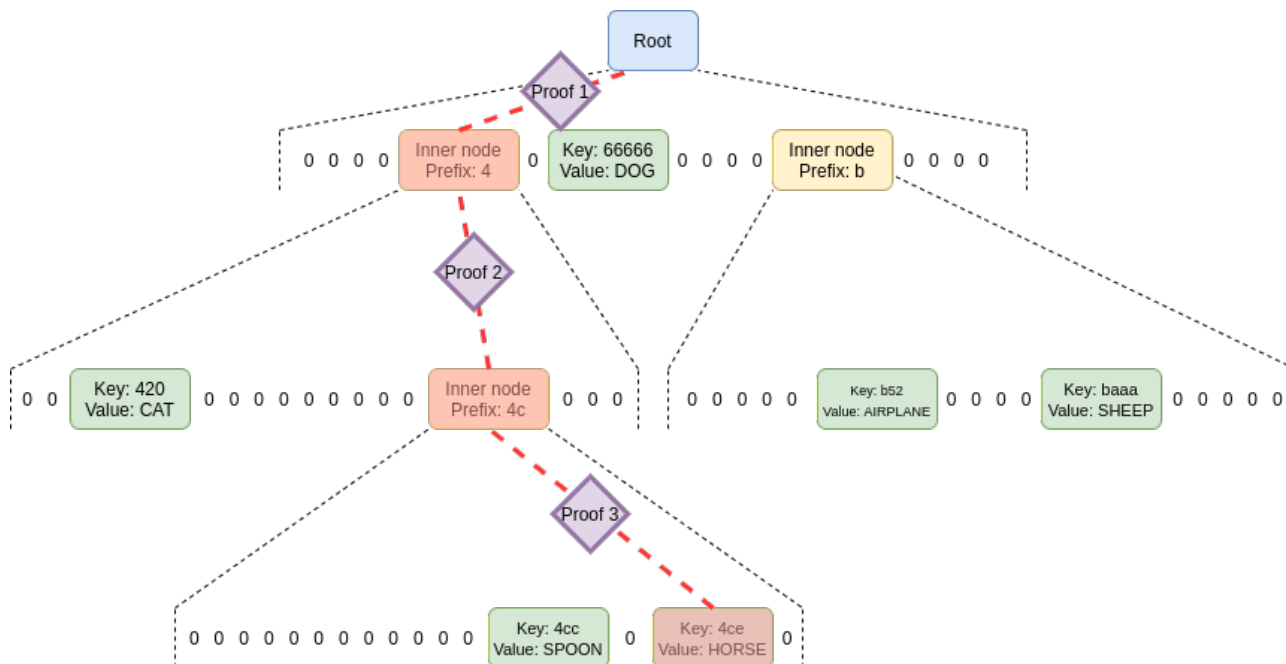 Root
Proof 1
0 0 0 0
Inner node
Prefix: 4
0
Key: 66666
Value: DOG
0 0 0 0
Inner node
Prefix: b
0 0 0 0
Proof 2
0 0
Key: 420
Value: CAT
0 0 0 0 0 0 0 0 0
Inner node
Prefix: 4c
0 0 0
0 0 0 0 0
Key: b52
Value: AIRPLANE
0 0 0 0
Key: baaa
Value: SHEEP
0 0 0 0 0
Proof 3
0 0 0 0 0 0 0 0 0 0 0 0
Key: 4cc
Value: SPOON
0
Key: 4ce
Value: HORSE
0